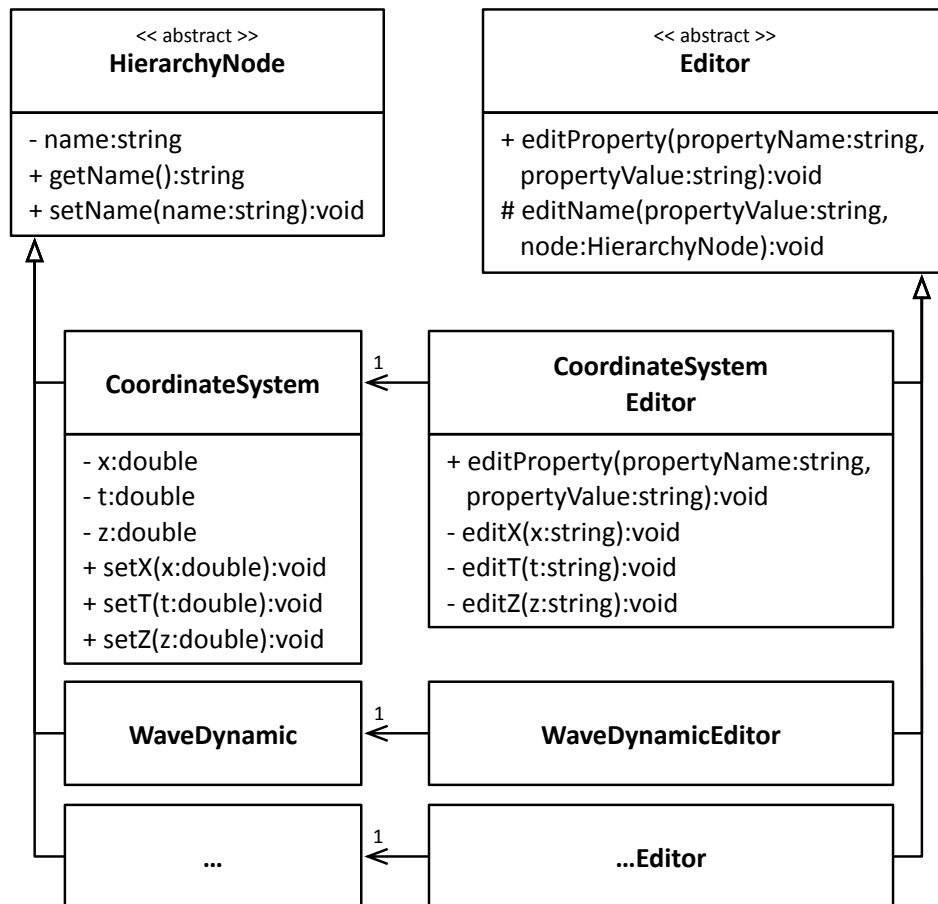 << abstract >>
HierarchyNode
- name:string
+ getName():string
+ setName(name:string):void
<< abstract >>
Editor
+ editProperty(propertyName:string,
propertyValue:string):void
# editName(propertyValue:string,
node:HierarchyNode):void
CoordinateSystem
- x:double
- t:double
- z:double
+ setX(x:double):void
+ setT(t:double):void
+ setZ(z:double):void
1
CoordinateSystem
Editor
+ editProperty(propertyName:string,
propertyValue:string):void
- editX(x:string):void
- editT(t:string):void
- editZ(z:string):void
WaveDynamic
1
WaveDynamicEditor
...
1
...Editor